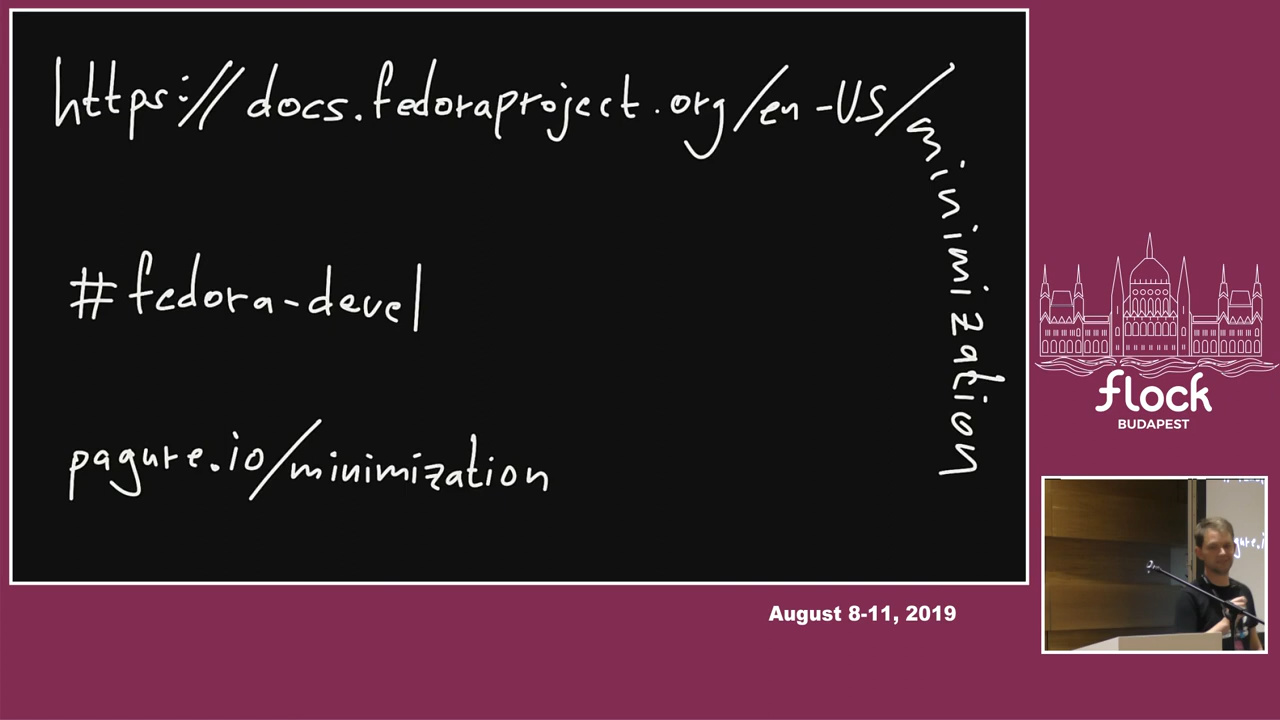 https://docs.fedoraproject.org/en-US/minimization
#fedora-devel
pagure.io/minimization
flock
BUDAPEST
August 8-11, 2019